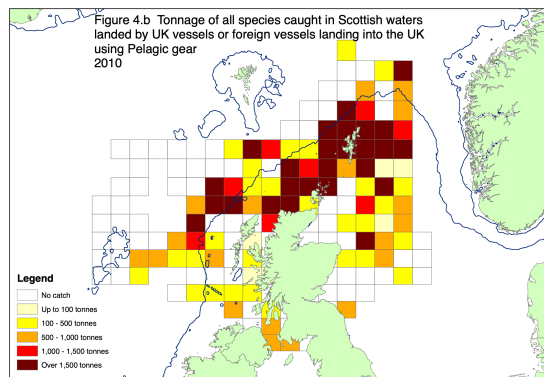 Figure 4.b Tonnage of all species caught in Scottish waters
landed by UK vessels or foreign vessels landing into the UK
using Pelagic gear
2010
Legend
No catch
Up to 100 tonnes
100 - 500 tonnes
500 - 1,000 tonnes
1,000 - 1,500 tonnes
Over 1,500 tonnes